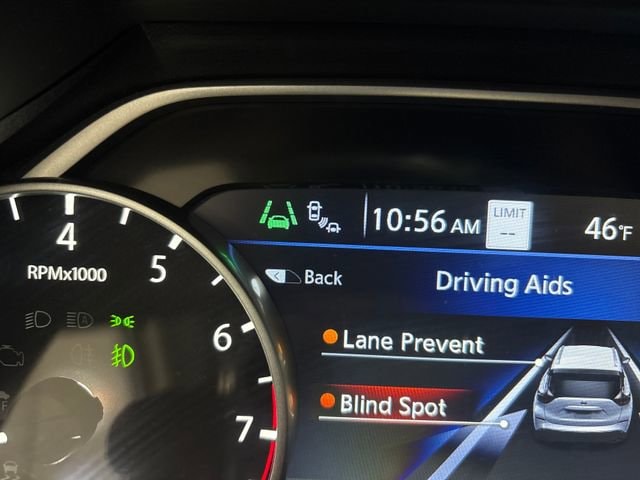 10:56 AM
LIMIT
--
46°F
Back
Driving Aids
Lane Prevent
Blind Spot
4
5
6
7
RPMx1000